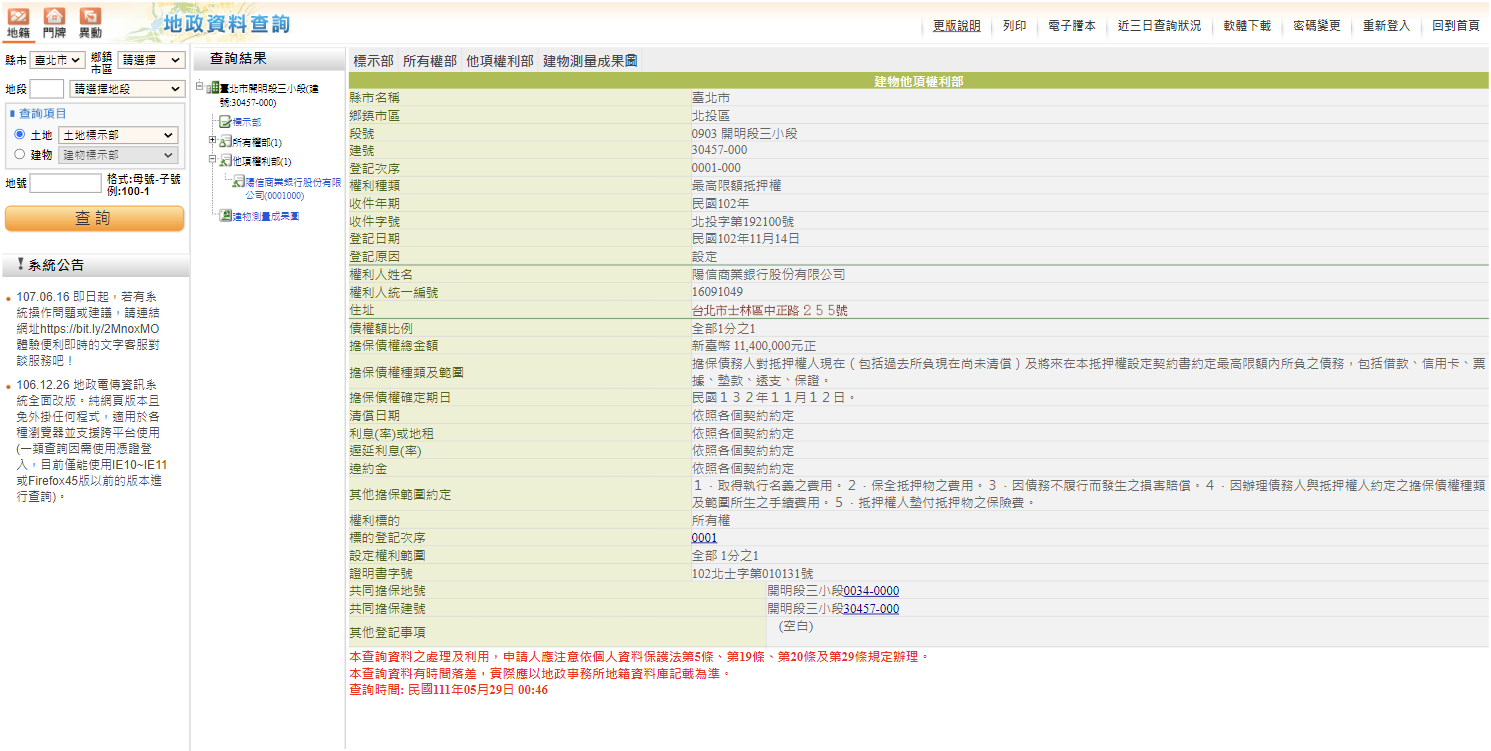 地籍 門牌 異動
地政資料查詢
更版說明 列印 電子謄本 近三日查詢狀況 軟體下載 密碼變更 重新登入 回到首頁
縣市 臺北市 鄉鎮市區 請選擇
地段 請選擇地段
查詢項目
土地 土地標示部
建物 建物標示部
地號 格式:母號-子號
例:100-1
查詢
系統公告
107.06.16 即日起，若有系
統操作問題或建議，請連結
網址https://bit.ly/2MnoxMO
體驗便利即時的文字客服對
談服務吧！
106.12.26 地政電傳資訊系
統全面改版。純網頁版本且
免外掛任何程式，適用於各
種瀏覽器並支援跨平台使用
(一類查詢因需使用憑證登
入，目前僅能使用IE10~IE11
或Firefox45版以前的版本進
行查詢)。
查詢結果
臺北市開明段三小段(建
號:30457-000)
標示部
所有權部(1)
他項權利部(1)
陽信商業銀行股份有限
公司(0001000)
建物測量成果圖
標示部 所有權部 他項權利部 建物測量成果圖
建物他項權利部
縣市名稱 臺北市
鄉鎮市區 北投區
段號 0903 開明段三小段
建號 30457-000
登記次序 0001-000
權利種類 最高限額抵押權
收件年期 民國102年
收件字號 北投字第192100號
登記日期 民國102年11月14日
登記原因 設定
權利人姓名 陽信商業銀行股份有限公司
權利人統一編號 16091049
住址 台北市士林區中正路２５５號
債權額比例 全部1分之1
擔保債權總金額 新臺幣 11,400,000元正
擔保債權種類及範圍 擔保債務人對抵押權人現在（包括過去所負現在尚未清償）及將來在本抵押權設定契約書約定最高限額內所負之債務，包括借款、信用卡、票
據、墊款、透支、保證。
擔保債權確定期日 民國１３２年１１月１２日。
清償日期 依照各個契約約定
利息(率)或地租 依照各個契約約定
遲延利息(率) 依照各個契約約定
違約金 依照各個契約約定
其他擔保範圍約定 １．取得執行名義之費用。２．保全抵押物之費用。３．因債務不履行而發生之損害賠償。４．因辦理債務人與抵押權人約定之擔保債權種類
及範圍所生之手續費用。５．抵押權人墊付抵押物之保險費。
權利標的 所有權
標的登記次序 0001
設定權利範圍 全部 1分之1
證明書字號 102北士字第010131號
共同擔保地號 開明段三小段0034-0000
共同擔保建號 開明段三小段30457-000
其他登記事項 (空白)
本查詢資料之處理及利用，申請人應注意依個人資料保護法第5條、第19條、第20條及第29條規定辦理。
本查詢資料有時間落差，實際應以地政事務所地籍資料庫記載為準。
查詢時間: 民國111年05月29日 00:46